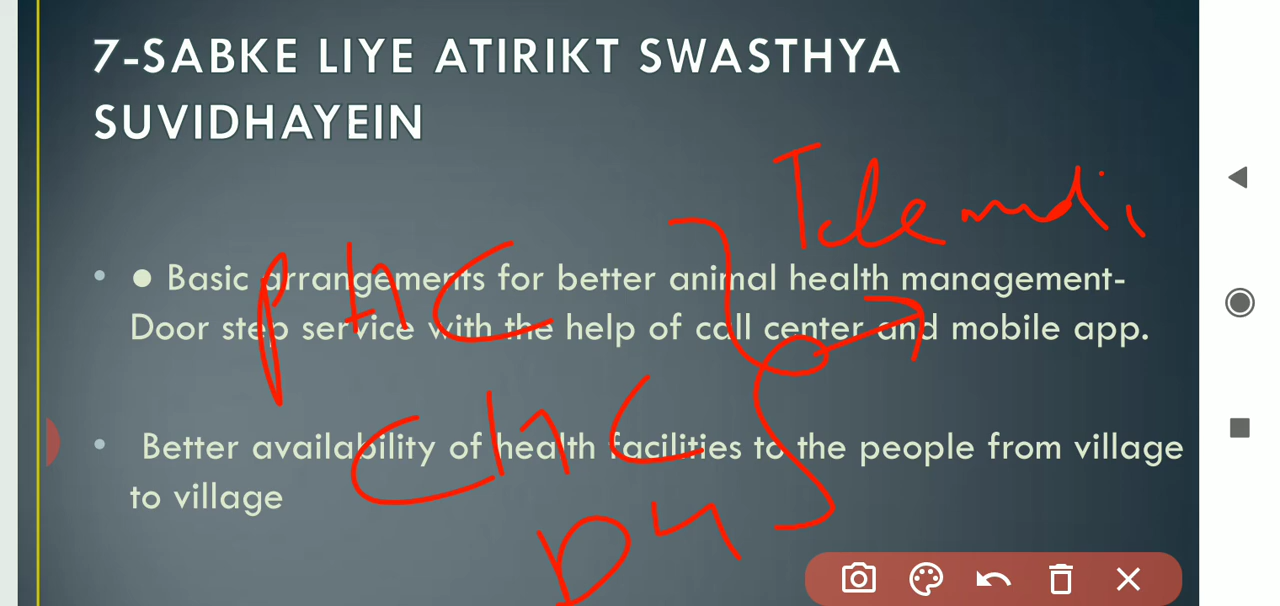 7-SABKE LIYE ATIRIKT SWASTHYA
SUVIDHAYEIN
Telemedi
• ● Basic arrangements for better animal health management-
Door step service with the help of call center and mobile app.
PHC
• Better availability of health facilities to the people from village
to village
CHC
DH